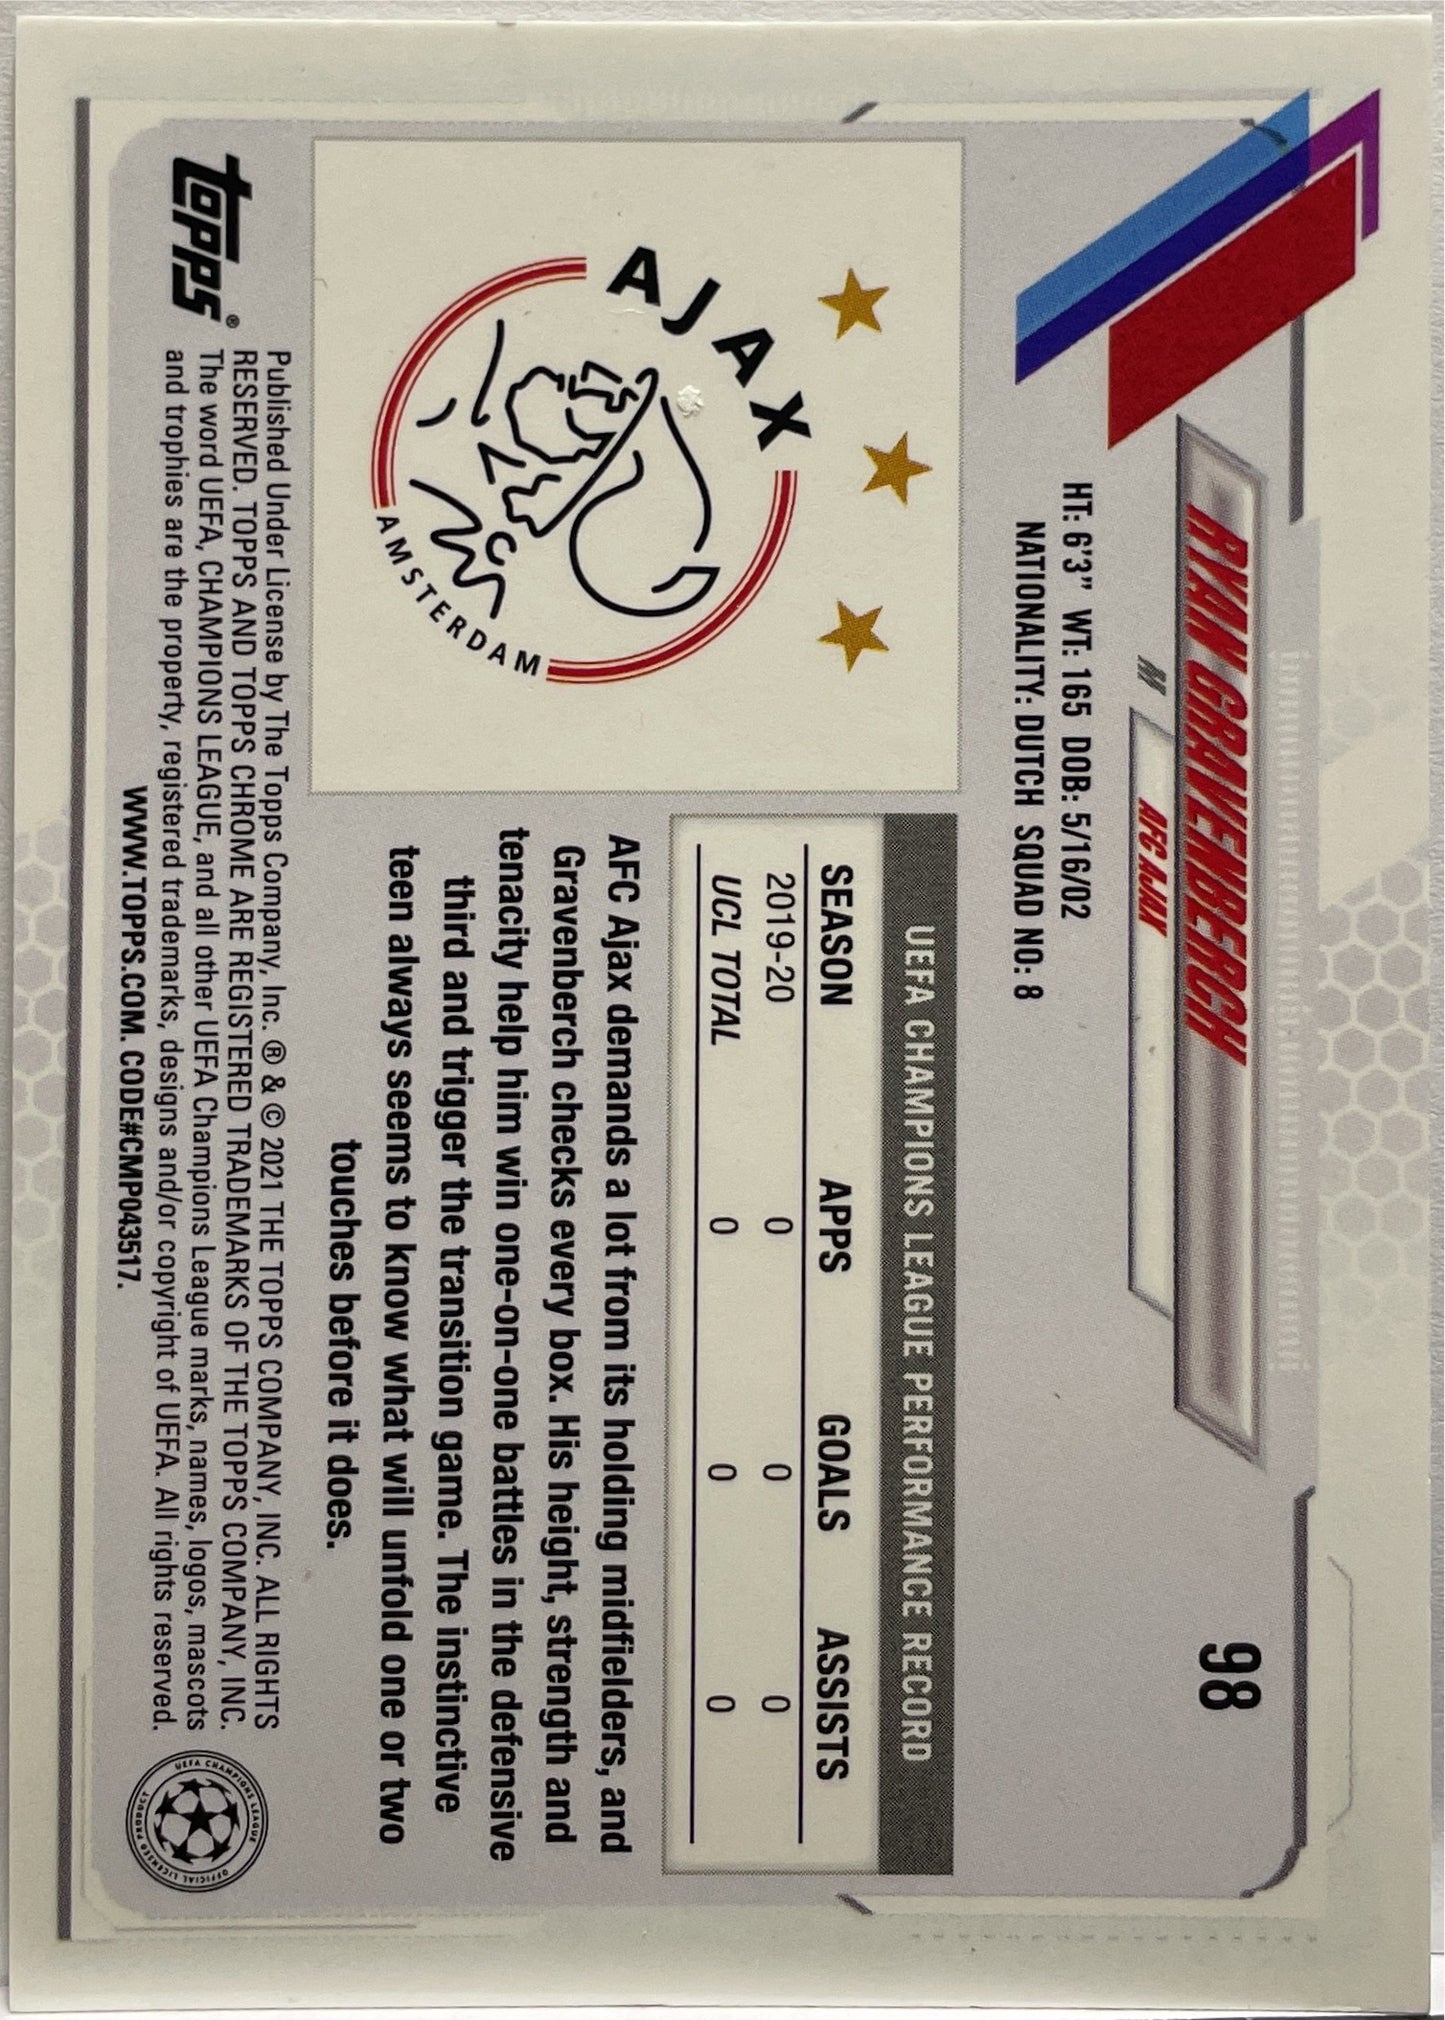 98
RYAN GRAVENBERCH
M AFC AJAX
HT: 6'3" WT: 165 DOB: 5/16/02
NATIONALITY: DUTCH SQUAD NO.: 8
AJAX
AMSTERDAM
UEFA CHAMPIONS LEAGUE PERFORMANCE RECORD
SEASON APPS GOALS ASSISTS
2019-20 0 0 0
UCL TOTAL 0 0 0
AFC Ajax demands a lot from its holding midfielders, and
Gravenberch checks every box. His height, strength and
tenacity help him win one-on-one battles in the defensive
third and trigger the transition game. The instinctive
teen always seems to know what will unfold one or two
touches before it does.
topps®
Published Under License by The Topps Company, Inc. ® & © 2021 THE TOPPS COMPANY, INC. ALL RIGHTS
RESERVED. TOPPS AND TOPPS CHROME ARE REGISTERED TRADEMARKS OF THE TOPPS COMPANY, INC.
The word UEFA, CHAMPIONS LEAGUE, and all other UEFA Champions League marks, names, logos, mascots
and trophies are the property, registered trademarks, designs and/or copyright of UEFA. All rights reserved.
WWW.TOPPS.COM. CODE#CMP043517.
UEFA CHAMPIONS LEAGUE
OFFICIAL LICENSED PRODUCT